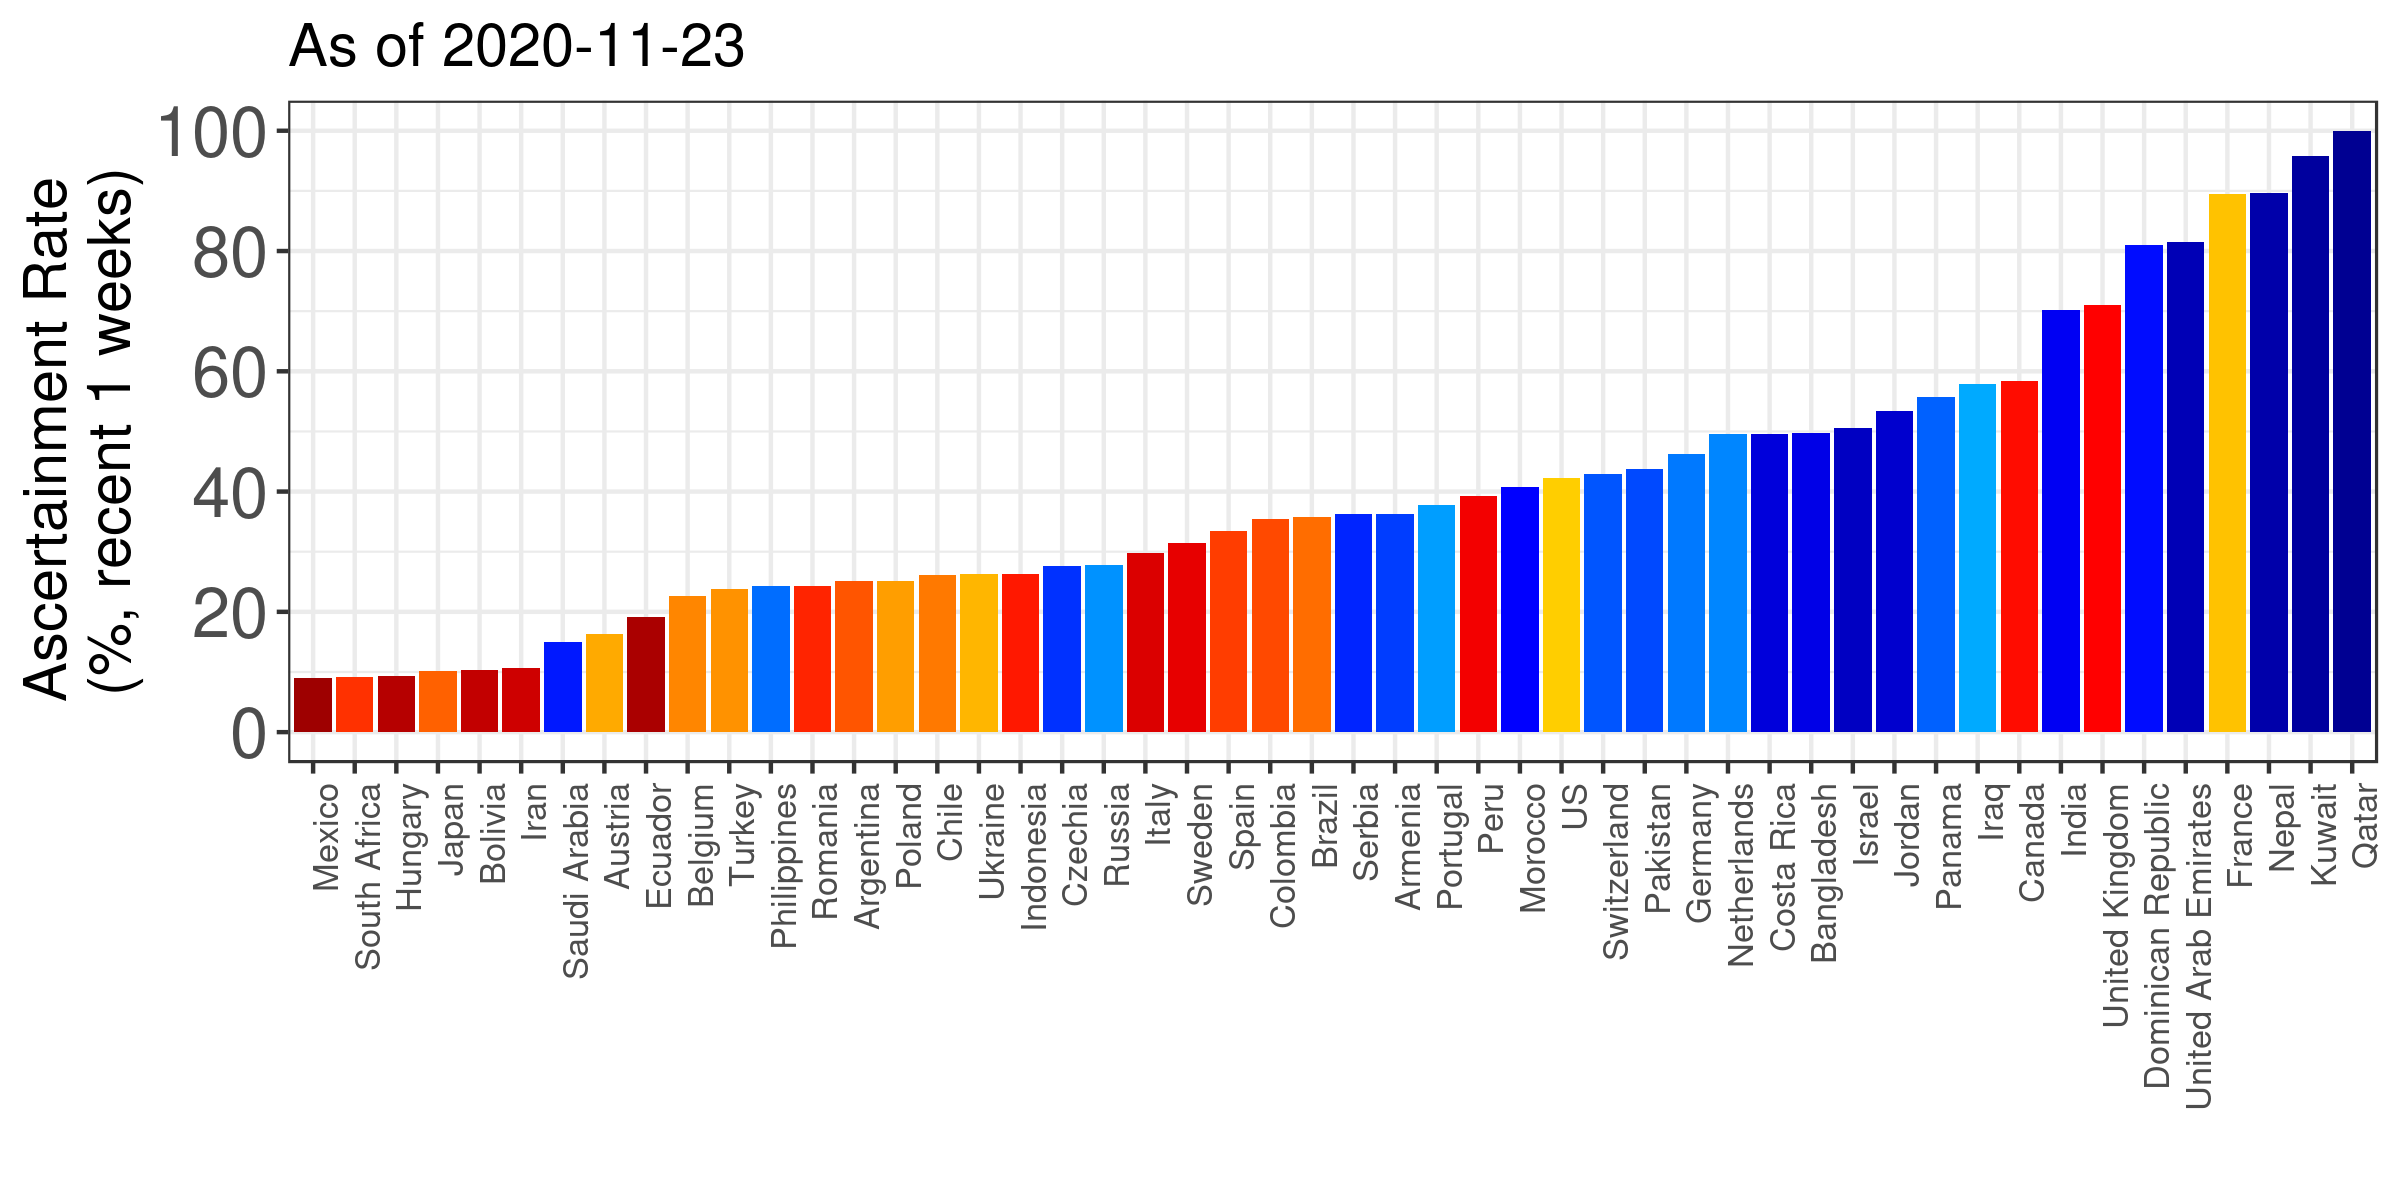 As of 2020-11-23
Ascertainment Rate
(%, recent 1 weeks)
100
80
60
40
20
0
Mexico
South Africa
Hungary
Japan
Bolivia
Iran
Saudi Arabia
Austria
Ecuador
Belgium
Turkey
Philippines
Romania
Argentina
Poland
Chile
Ukraine
Indonesia
Czechia
Russia
Italy
Sweden
Spain
Colombia
Brazil
Serbia
Armenia
Portugal
Peru
Morocco
US
Switzerland
Pakistan
Germany
Netherlands
Costa Rica
Bangladesh
Israel
Jordan
Panama
Iraq
Canada
India
United Kingdom
Dominican Republic
United Arab Emirates
France
Nepal
Kuwait
Qatar